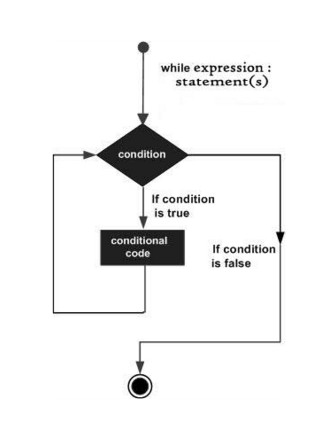 while expression :
statement(s)
condition
If condition
is true
conditional
code
If condition
is false